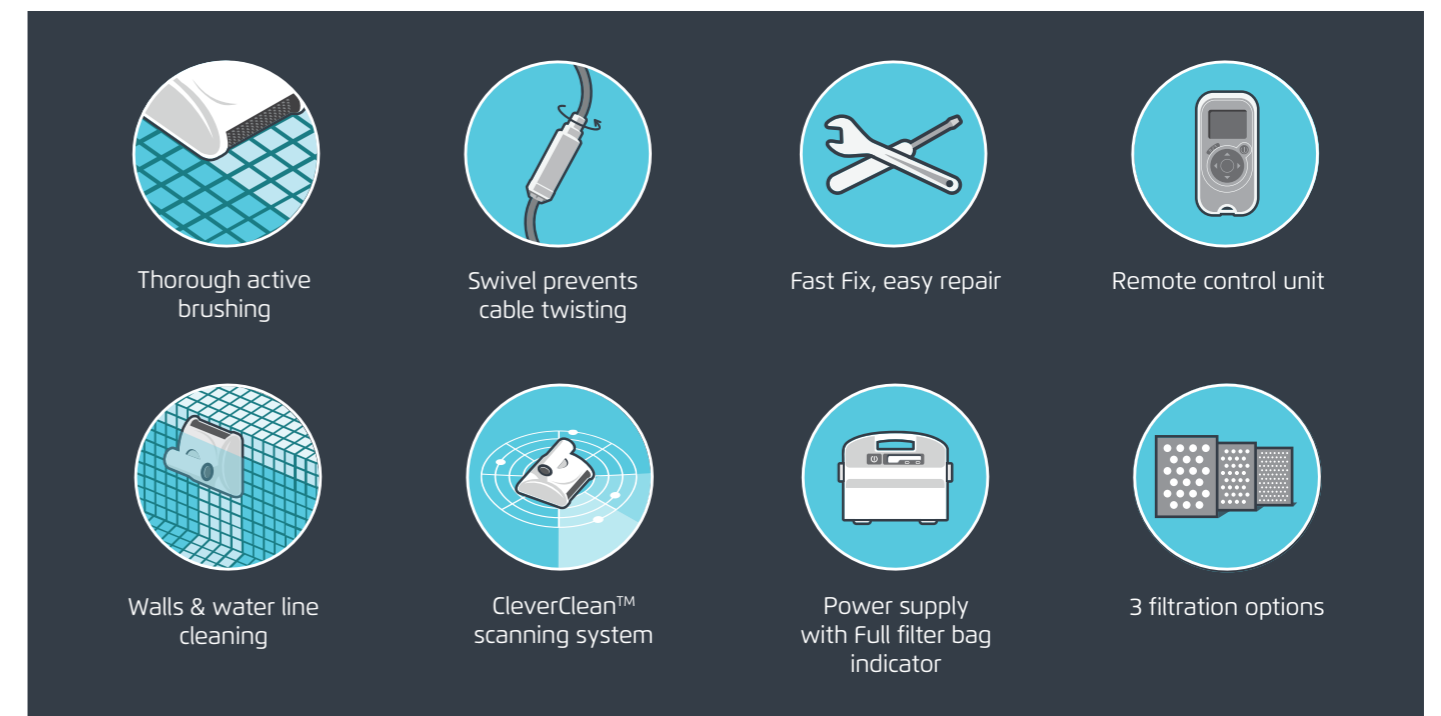 Thorough active
brushing
Swivel prevents
cable twisting
Fast Fix, easy repair
Remote control unit
Walls & water line
cleaning
CleverClean™
scanning system
Power supply
with Full filter bag
indicator
3 filtration options